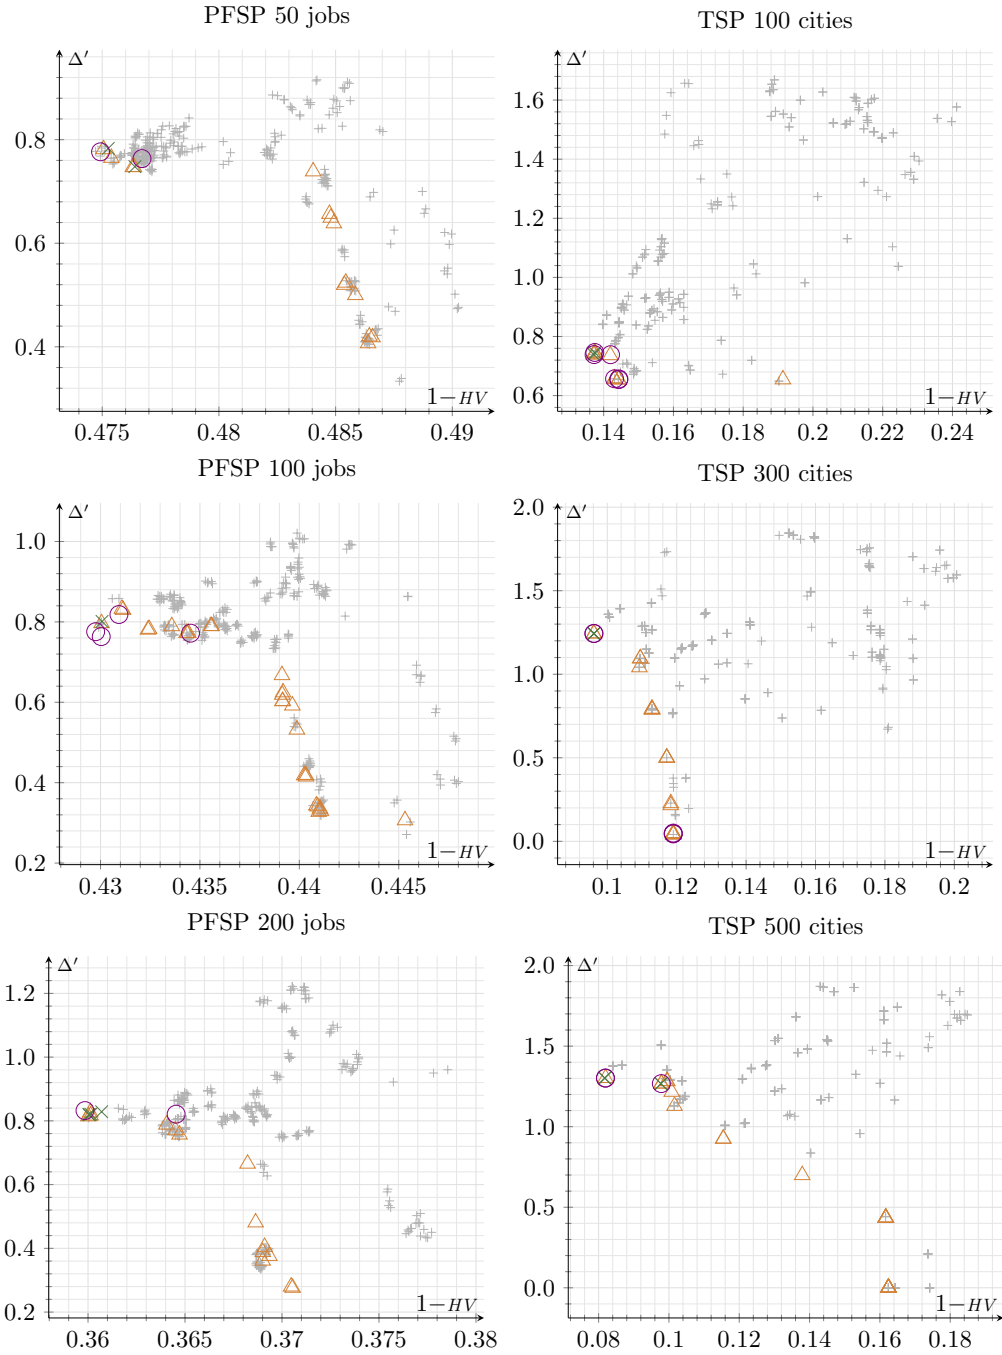 PFSP 50 jobs
Δ′
0.8
0.4
1−HV
0.475 0.48 0.485 0.49
TSP 100 cities
Δ′
1.6
1.4
1.2
1.0
0.8
0.6
1−HV
0.14 0.16 0.18 0.2 0.22 0.24
PFSP 100 jobs
Δ′
1.0
0.8
0.6
0.4
0.2
1−HV
0.43 0.435 0.44 0.445
TSP 300 cities
Δ′
2.0
1.5
1.0
0.5
0.0
1−HV
0.1 0.12 0.14 0.16 0.18 0.2
PFSP 200 jobs
Δ′
1.2
1.0
0.8
0.6
0.4
0.2
1−HV
0.36 0.365 0.37 0.375 0.38
TSP 500 cities
Δ′
2.0
1.5
1.0
0.5
0.0
1−HV
0.08 0.1 0.12 0.14 0.16 0.18